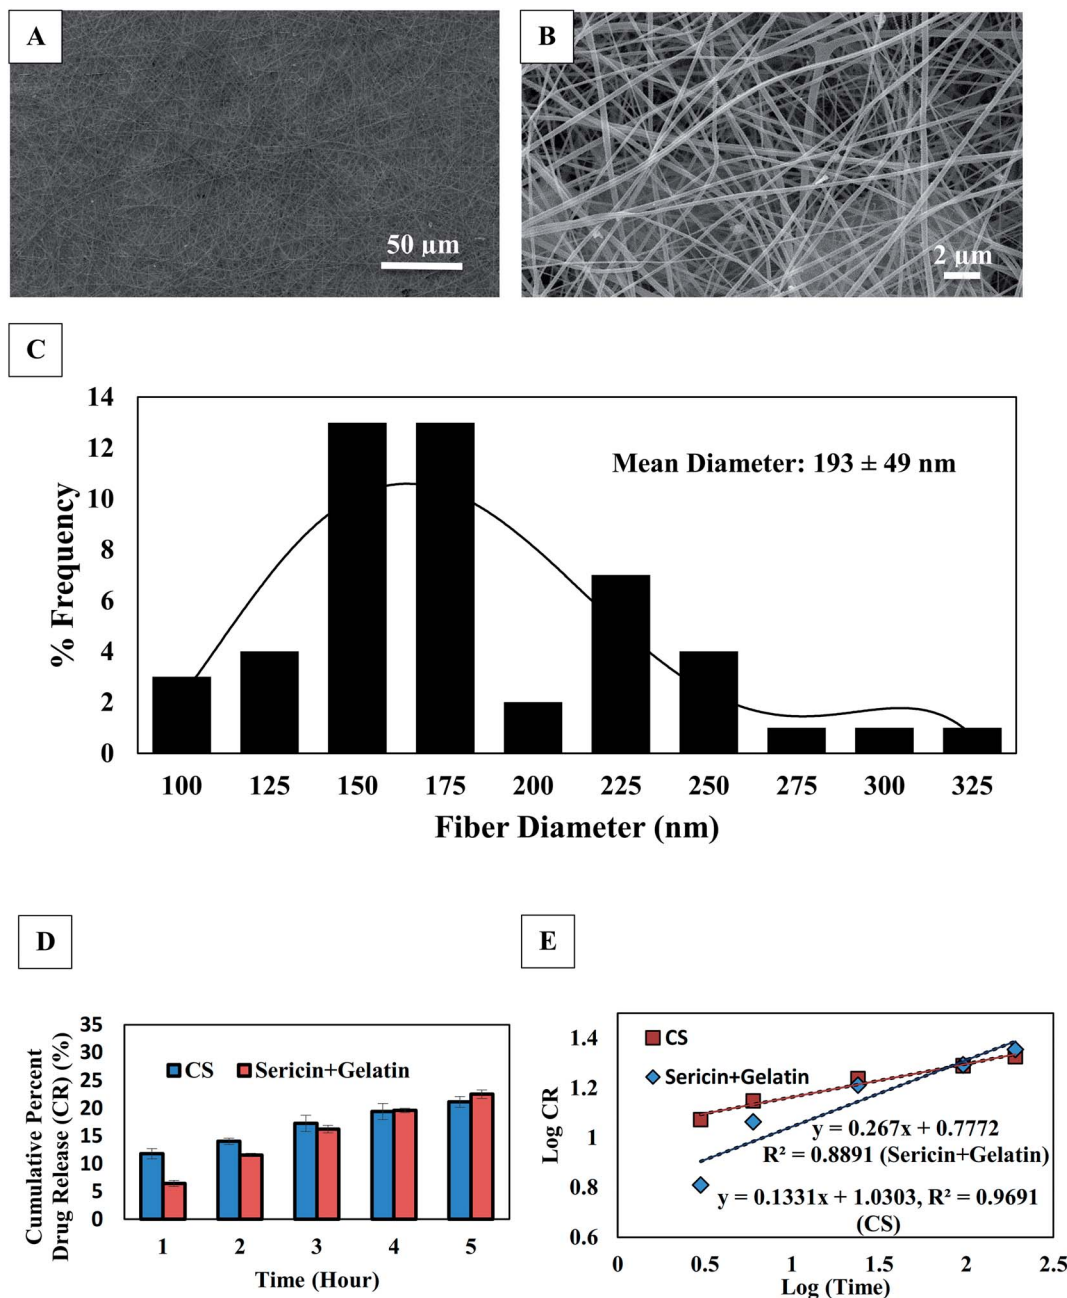 A
50 µm
B
2 µm
C
14
12
10
8
6
4
2
0
% Frequency
Mean Diameter: 193 ± 49 nm
100 125 150 175 200 225 250 275 300 325
Fiber Diameter (nm)
D
35
30
25
20
15
10
5
0
Cumulative Percent
Drug Release (CR) (%)
CS Sericin+Gelatin
1 2 3 4 5
Time (Hour)
E
1.4
1.2
1
0.8
0.6
Log CR
CS
Sericin+Gelatin
y = 0.267x + 0.7772
R² = 0.8891 (Sericin+Gelatin)
y = 0.1331x + 1.0303, R² = 0.9691
(CS)
0 0.5 1 1.5 2 2.5
Log (Time)